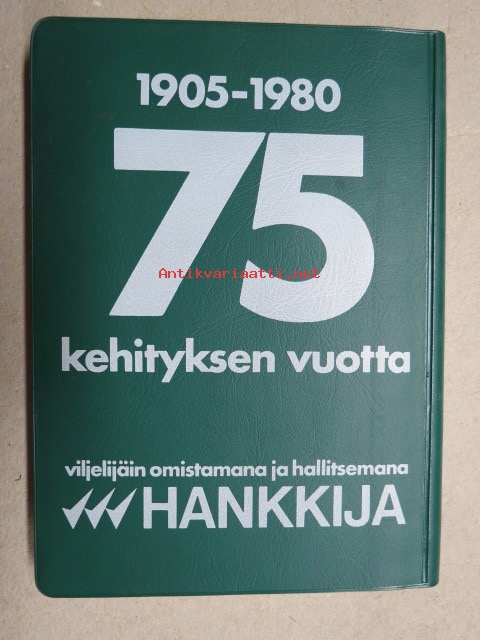 1905-1980
75
Antikvariaatti.net
kehityksen vuotta
viljelijäin omistamana ja hallitsemana
HANKKIJA